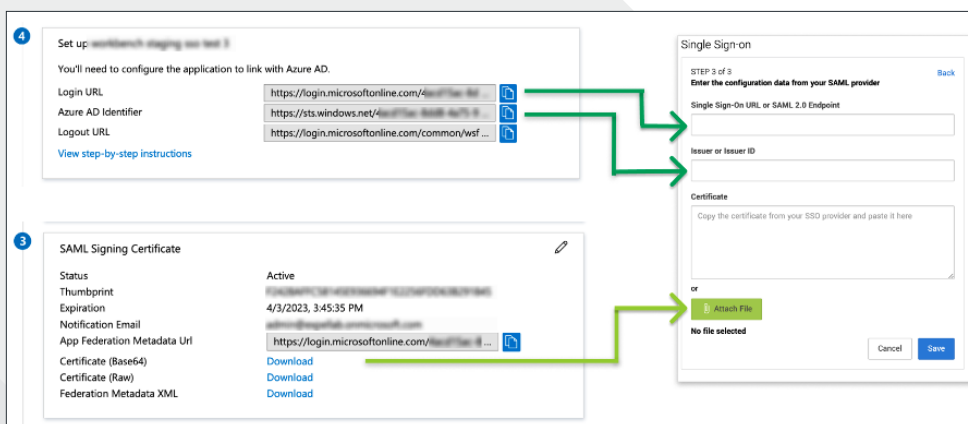 4
Set up
You'll need to configure the application to link with Azure AD.
Login URL https://login.microsoftonline.com/
Azure AD Identifier https://sts.windows.net/
Logout URL https://login.microsoftonline.com/common/wsf ...
View step-by-step instructions
3
SAML Signing Certificate
Status Active
Thumbprint
Expiration 4/3/2023, 3:45:35 PM
Notification Email
App Federation Metadata Url https://login.microsoftonline.com/ ...
Certificate (Base64) Download
Certificate (Raw) Download
Federation Metadata XML Download
Single Sign-on
STEP 3 of 3 Back
Enter the configuration data from your SAML provider
Single Sign-On URL or SAML 2.0 Endpoint
Issuer or Issuer ID
Certificate
Copy the certificate from your SSO provider and paste it here
or
Attach File
No file selected
Cancel Save